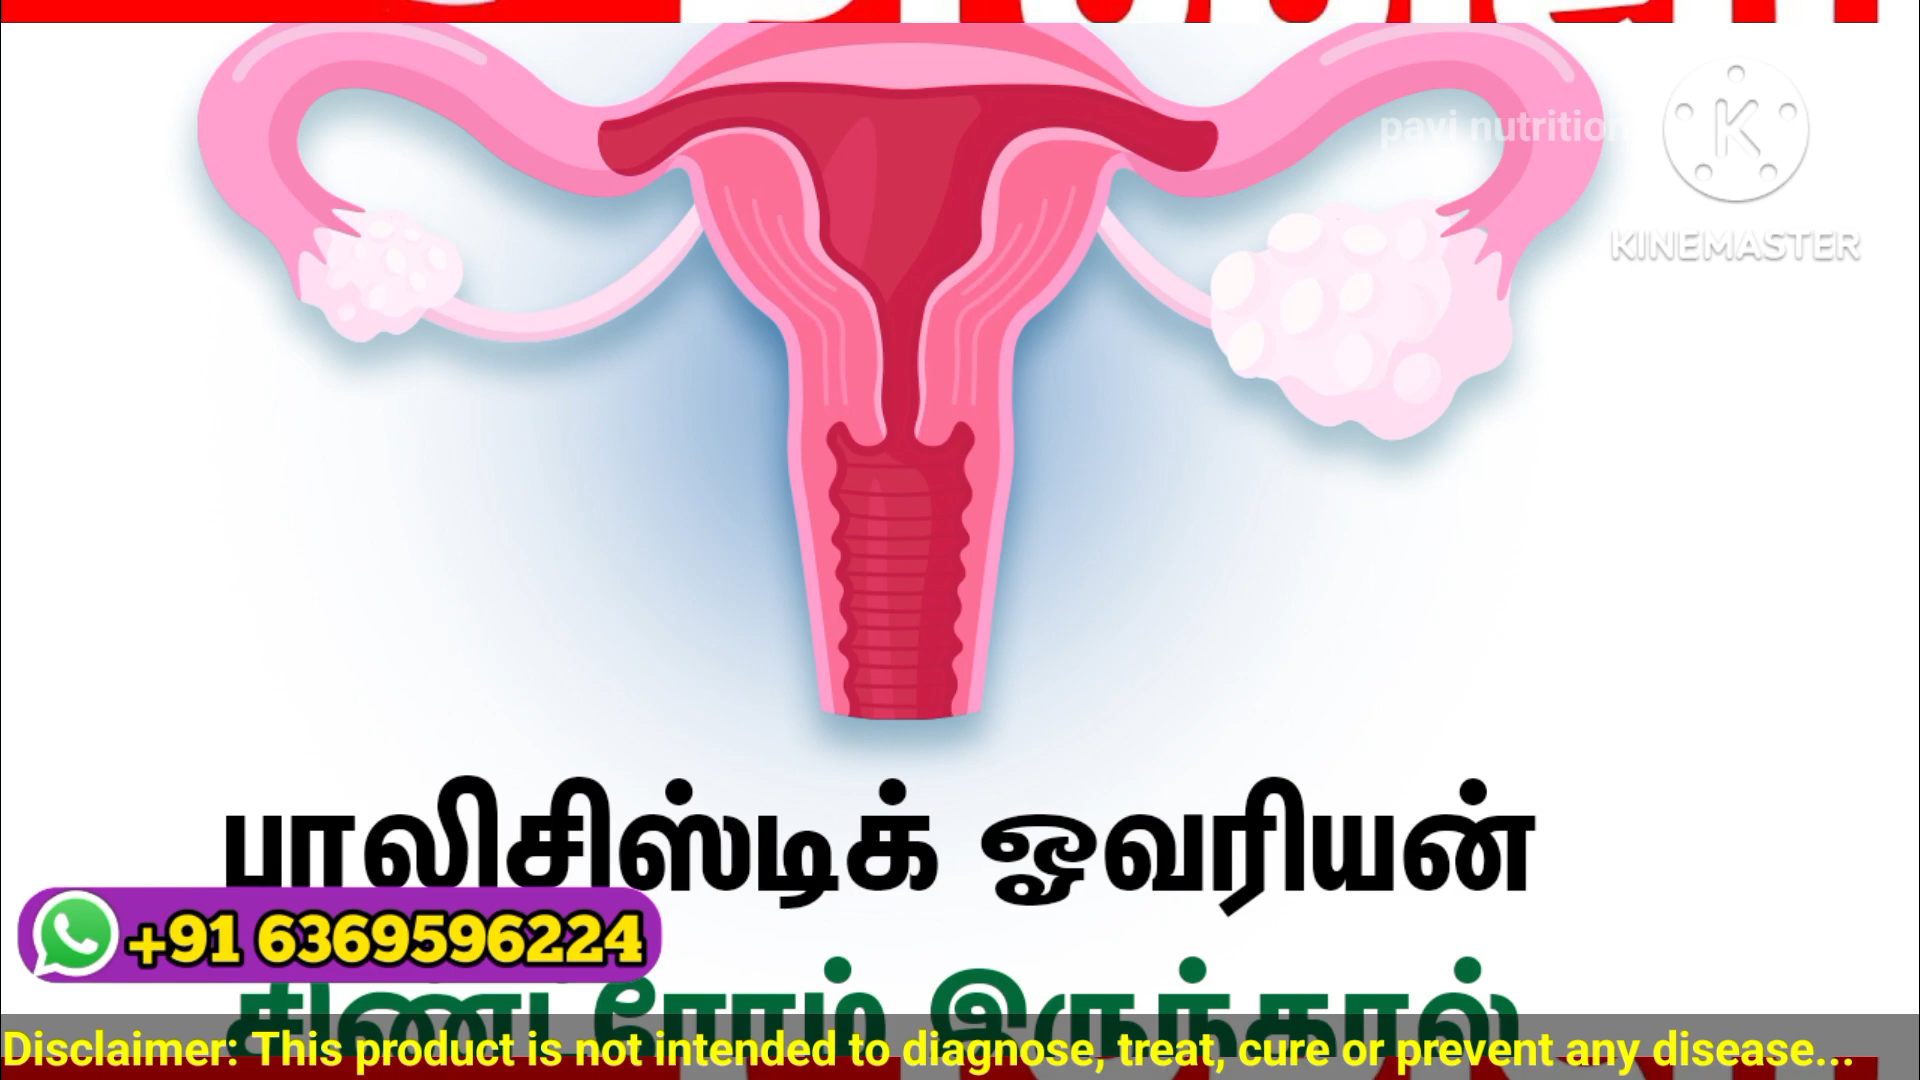 pavi nutrition
KINEMASTER
பாலிசிஸ்டிக் ஓவரியன்
+91 6369596224
சிண்ட்ரோம் இருந்தால்
Disclaimer: This product is not intended to diagnose, treat, cure or prevent any disease...